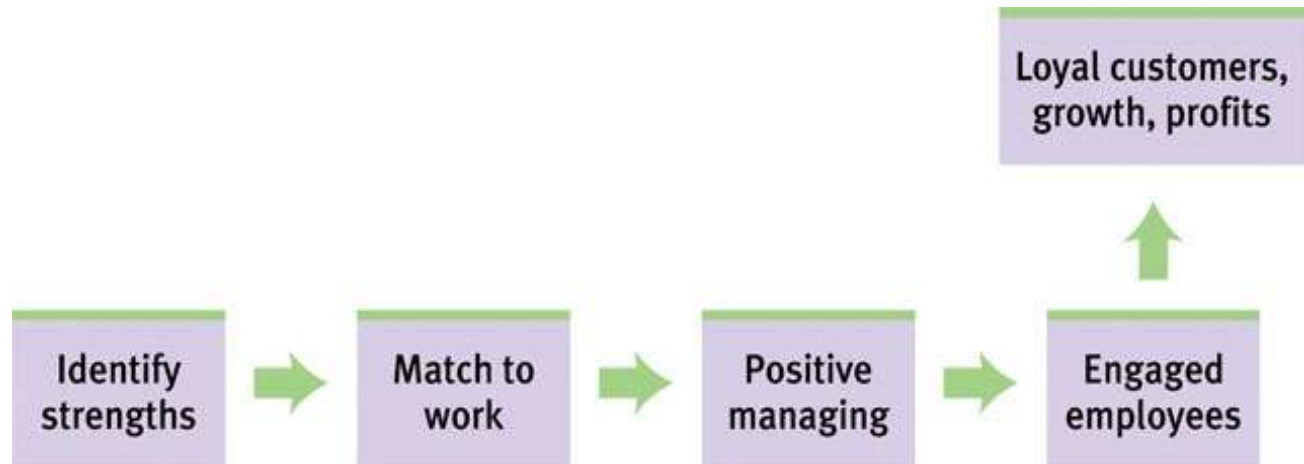 Loyal customers,
growth, profits
Identify
strengths
Match to
work
Positive
managing
Engaged
employees